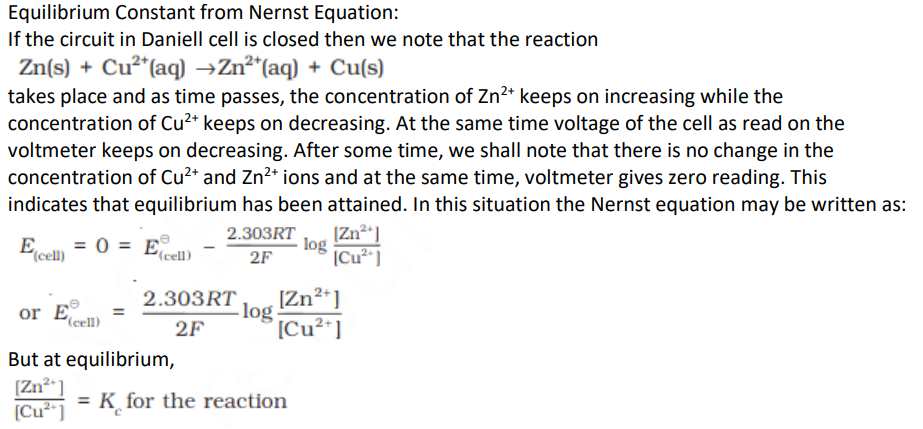 Equilibrium Constant from Nernst Equation:
If the circuit in Daniell cell is closed then we note that the reaction
Zn(s) + Cu²⁺(aq) →Zn²⁺(aq) + Cu(s)
takes place and as time passes, the concentration of Zn²⁺ keeps on increasing while the
concentration of Cu²⁺ keeps on decreasing. At the same time voltage of the cell as read on the
voltmeter keeps on decreasing. After some time, we shall note that there is no change in the
concentration of Cu²⁺ and Zn²⁺ ions and at the same time, voltmeter gives zero reading. This
indicates that equilibrium has been attained. In this situation the Nernst equation may be written as:
E(cell) = 0 = E⊖(cell) − 2.303RT/2F log [Zn²⁺]/[Cu²⁺]
or E⊖(cell) = 2.303RT/2F log [Zn²⁺]/[Cu²⁺]
But at equilibrium,
[Zn²⁺]/[Cu²⁺] = Kc for the reaction